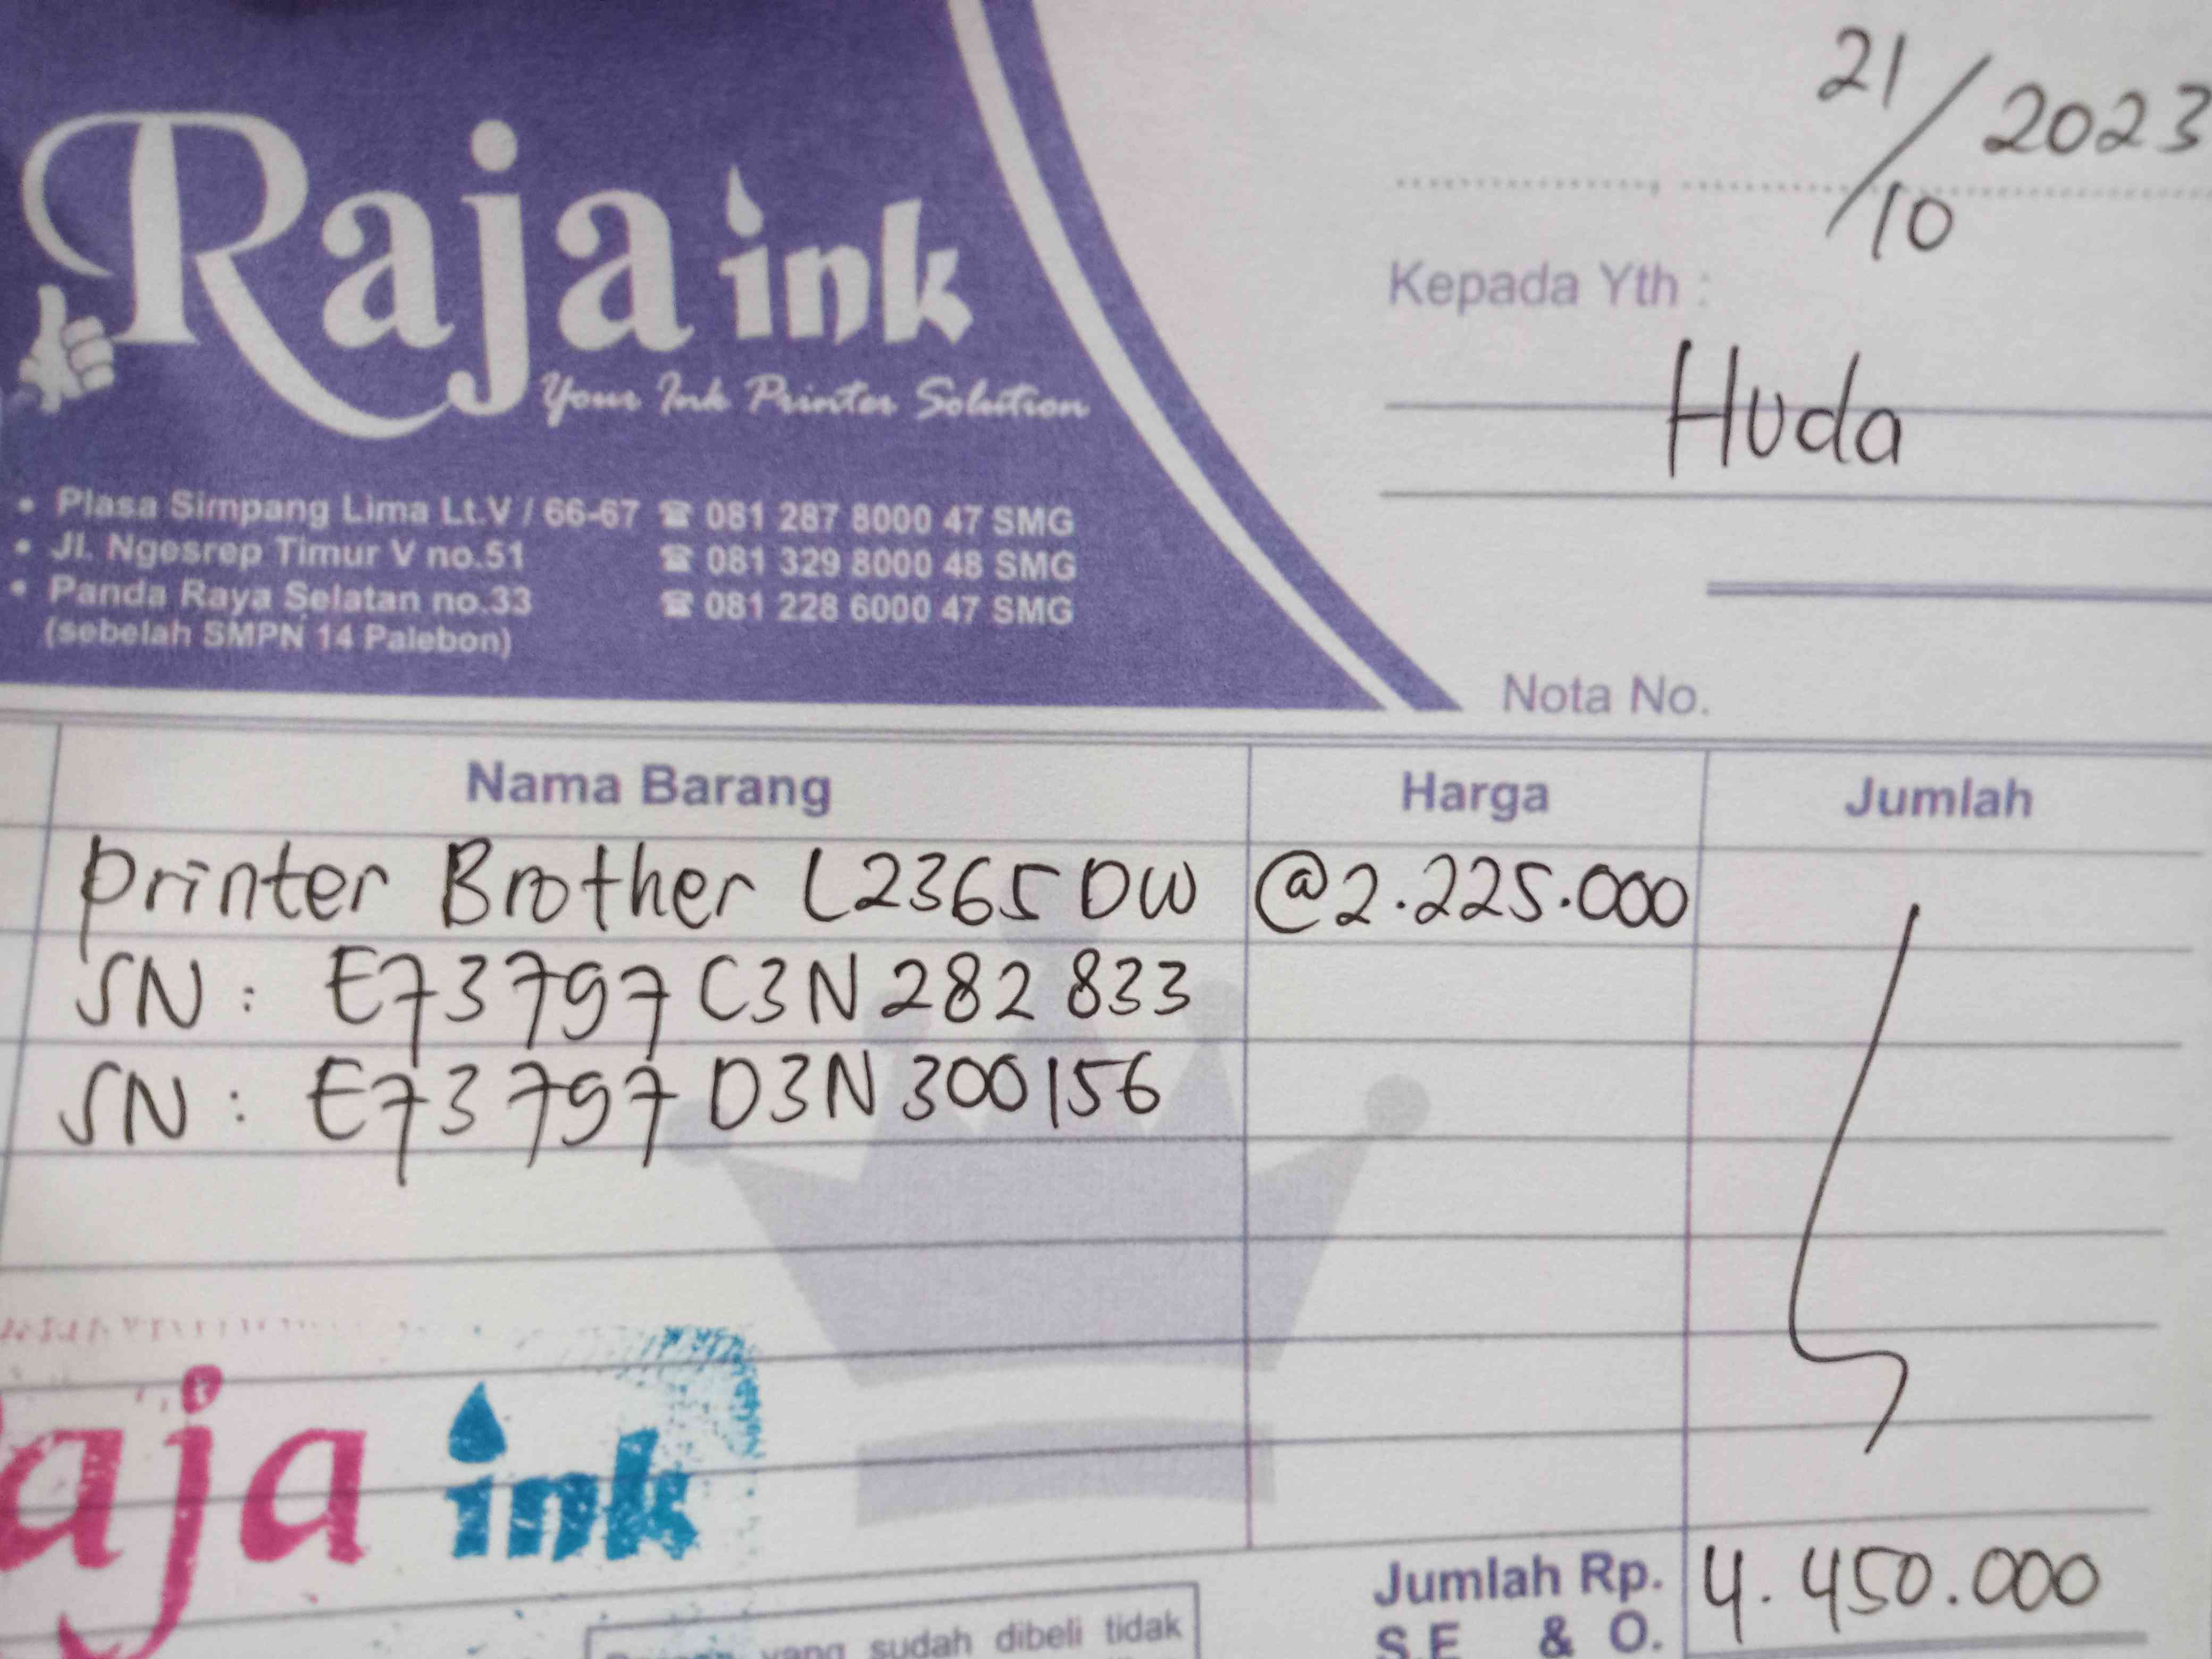 Raja ink
Your Ink Printer Solution
• Plasa Simpang Lima Lt.V / 66-67 ☎ 081 287 8000 47 SMG
• Jl. Ngesrep Timur V no.51 ☎ 081 329 8000 48 SMG
• Panda Raya Selatan no.33 ☎ 081 228 6000 47 SMG
(sebelah SMPN 14 Palebon)
21/10 2023
Kepada Yth :
Huda
Nota No.
Nama Barang Harga Jumlah
Printer Brother L2365DW @2.225.000
SN : E73797C3N282833
SN : E73797D3N300156
aja ink
Jumlah Rp. 4.450.000
S.E & O.
yang sudah dibeli tidak